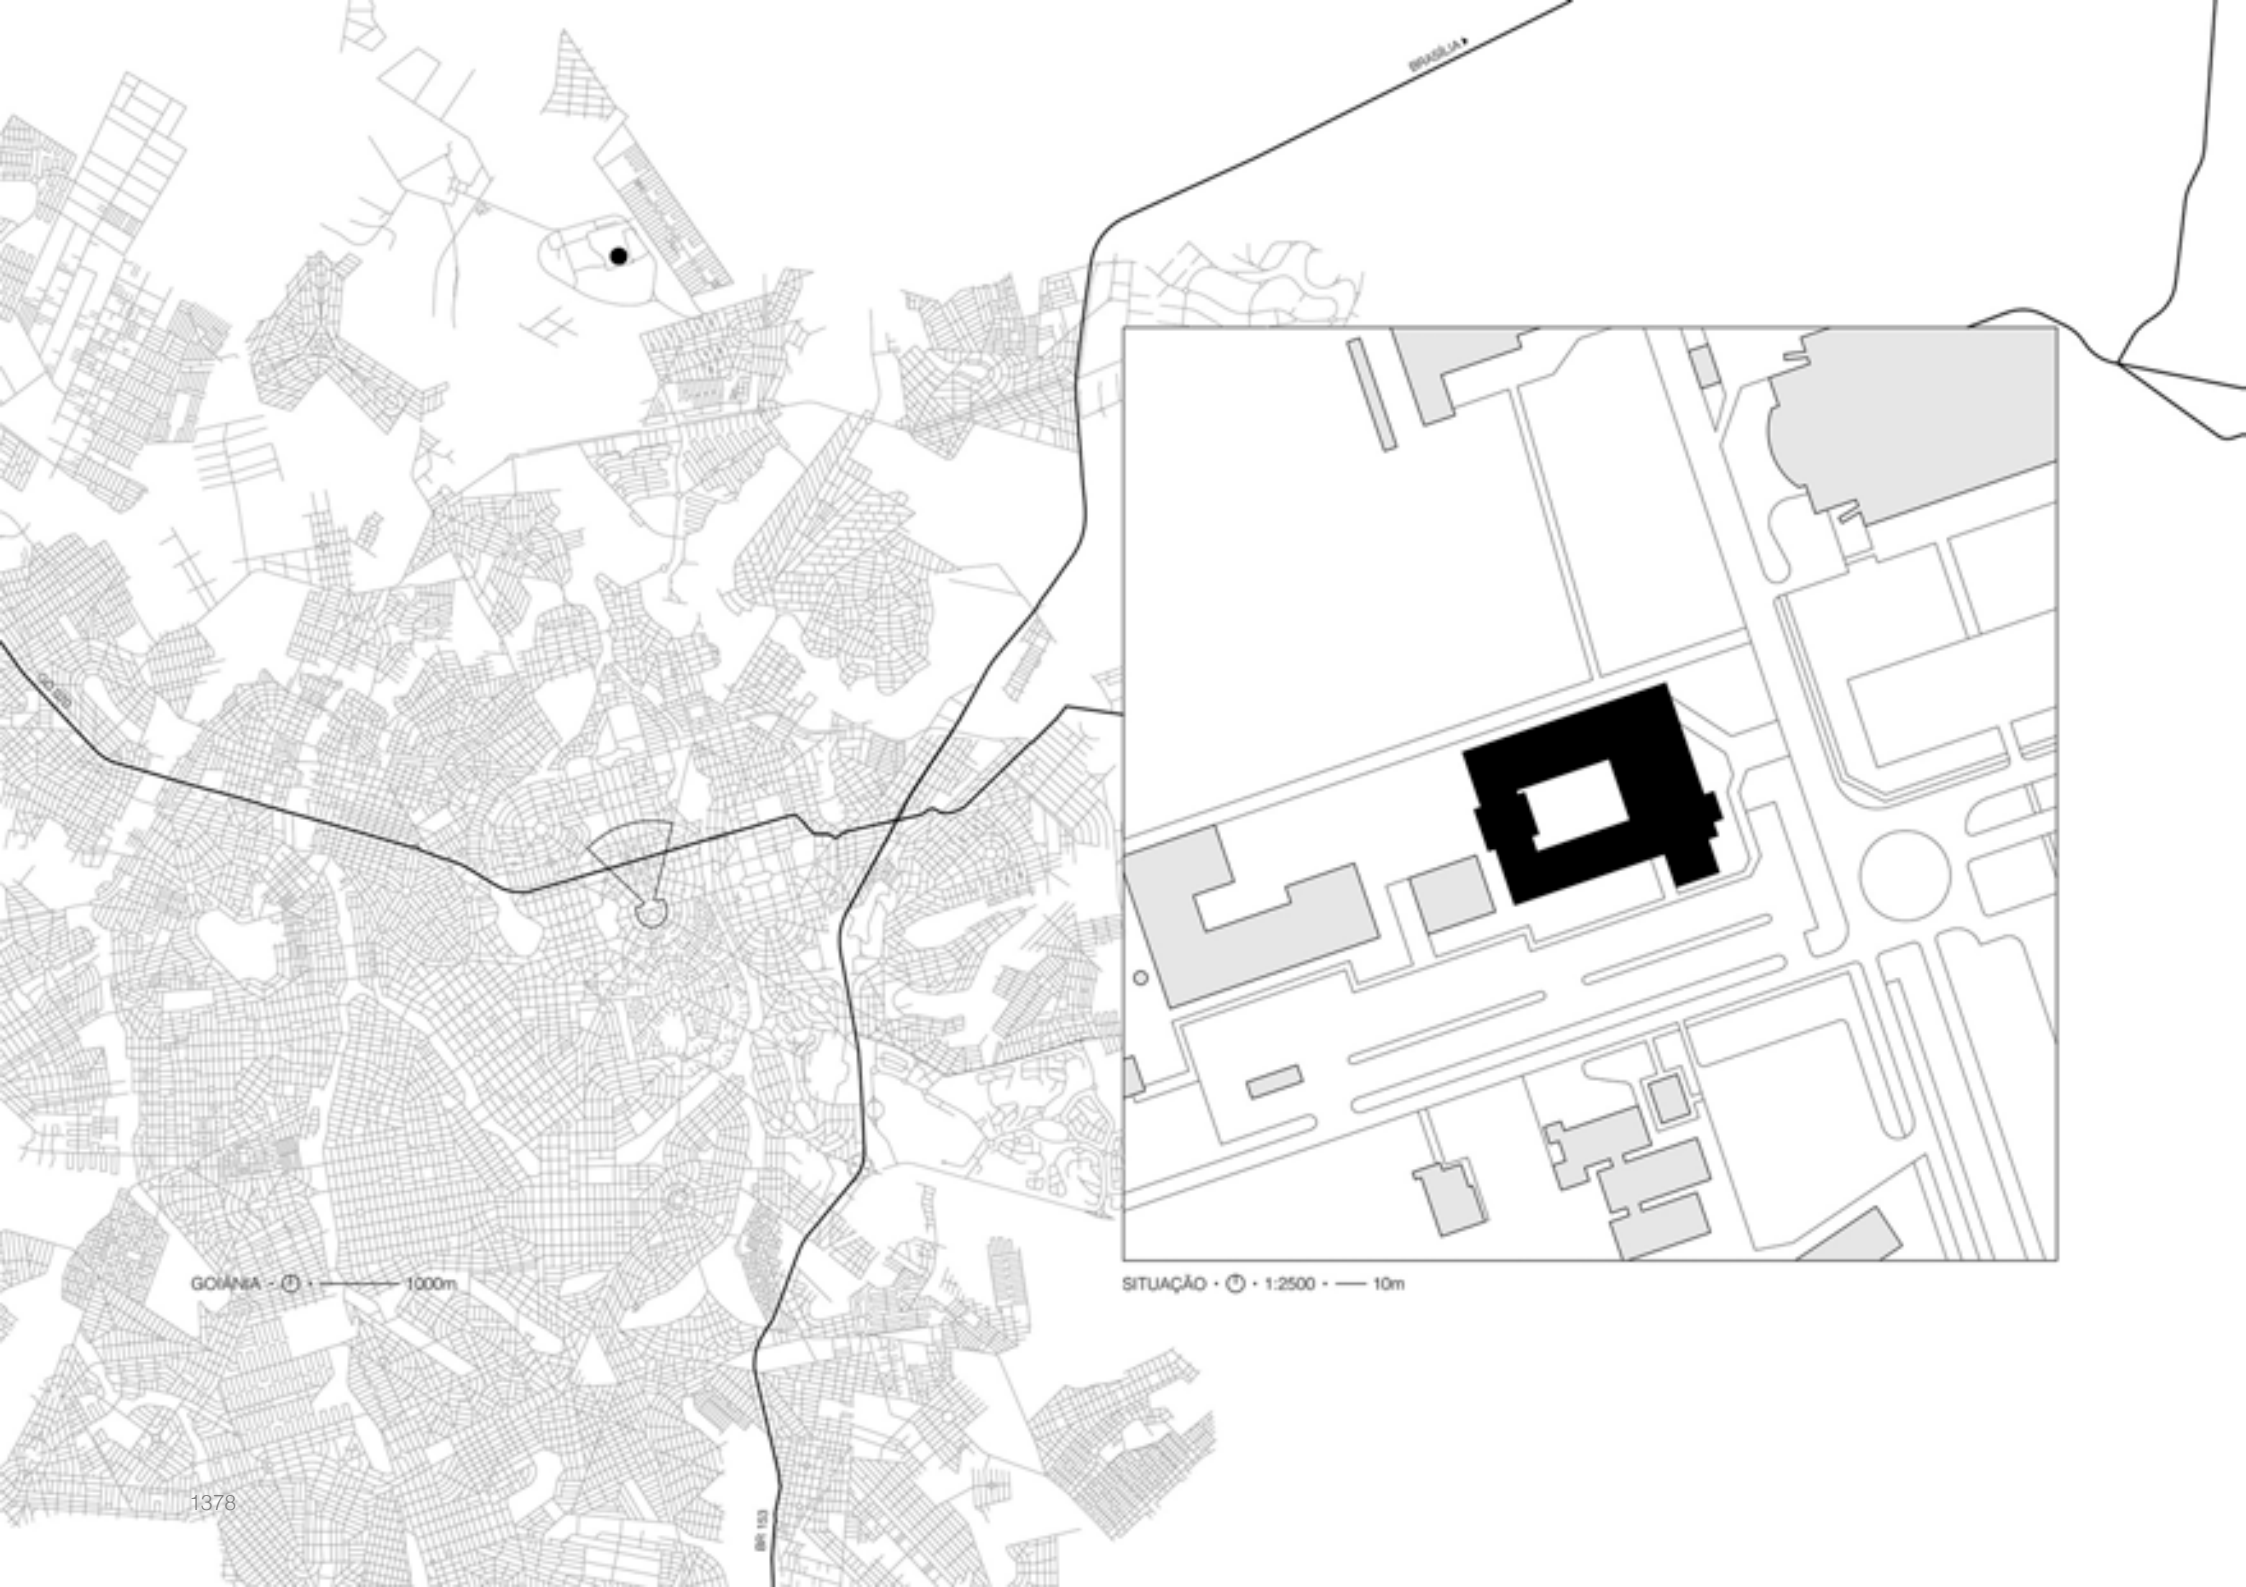 BRASÍLIA
GOIÂNIA · 1000m
SITUAÇÃO · 1:2500 · 10m
1378
BR 153